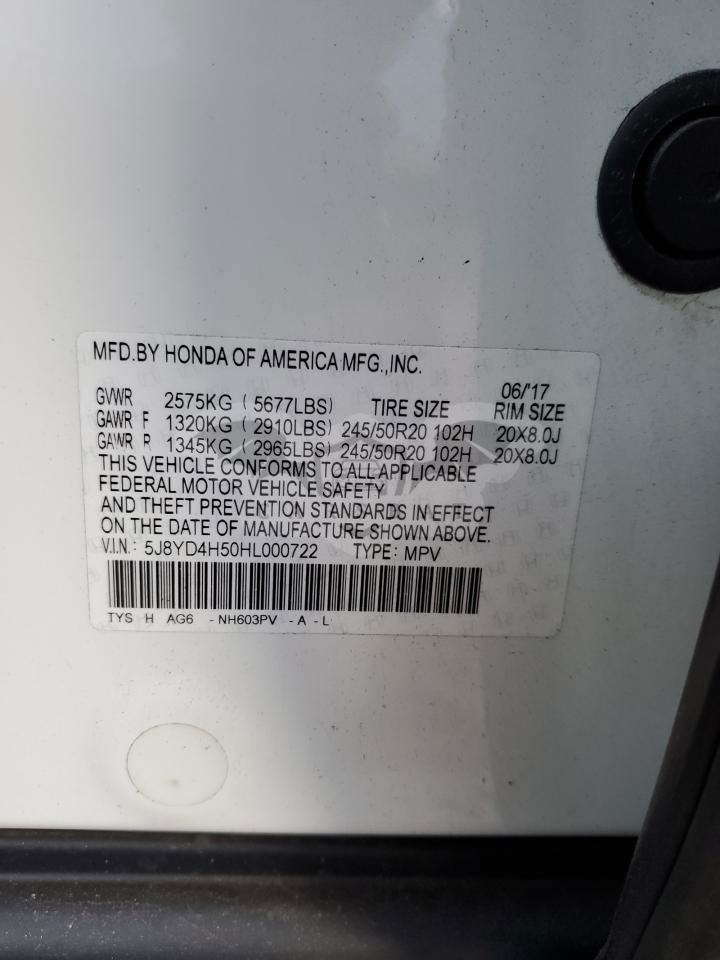 MFD.BY HONDA OF AMERICA MFG.,INC.
06/'17
GVWR 2575KG ( 5677LBS) TIRE SIZE RIM SIZE
GAWR F 1320KG ( 2910LBS) 245/50R20 102H 20X8.0J
GAWR R 1345KG ( 2965LBS) 245/50R20 102H 20X8.0J
THIS VEHICLE CONFORMS TO ALL APPLICABLE
FEDERAL MOTOR VEHICLE SAFETY
AND THEFT PREVENTION STANDARDS IN EFFECT
ON THE DATE OF MANUFACTURE SHOWN ABOVE.
V.I.N.: 5J8YD4H50HL000722 TYPE: MPV
TYS H AG6 - NH603PV - A - L